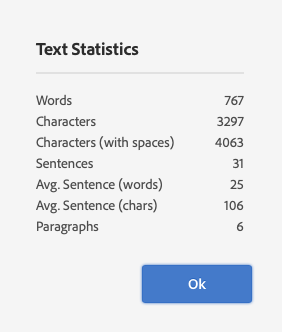 Text Statistics
Words 767
Characters 3297
Characters (with spaces) 4063
Sentences 31
Avg. Sentence (words) 25
Avg. Sentence (chars) 106
Paragraphs 6
Ok